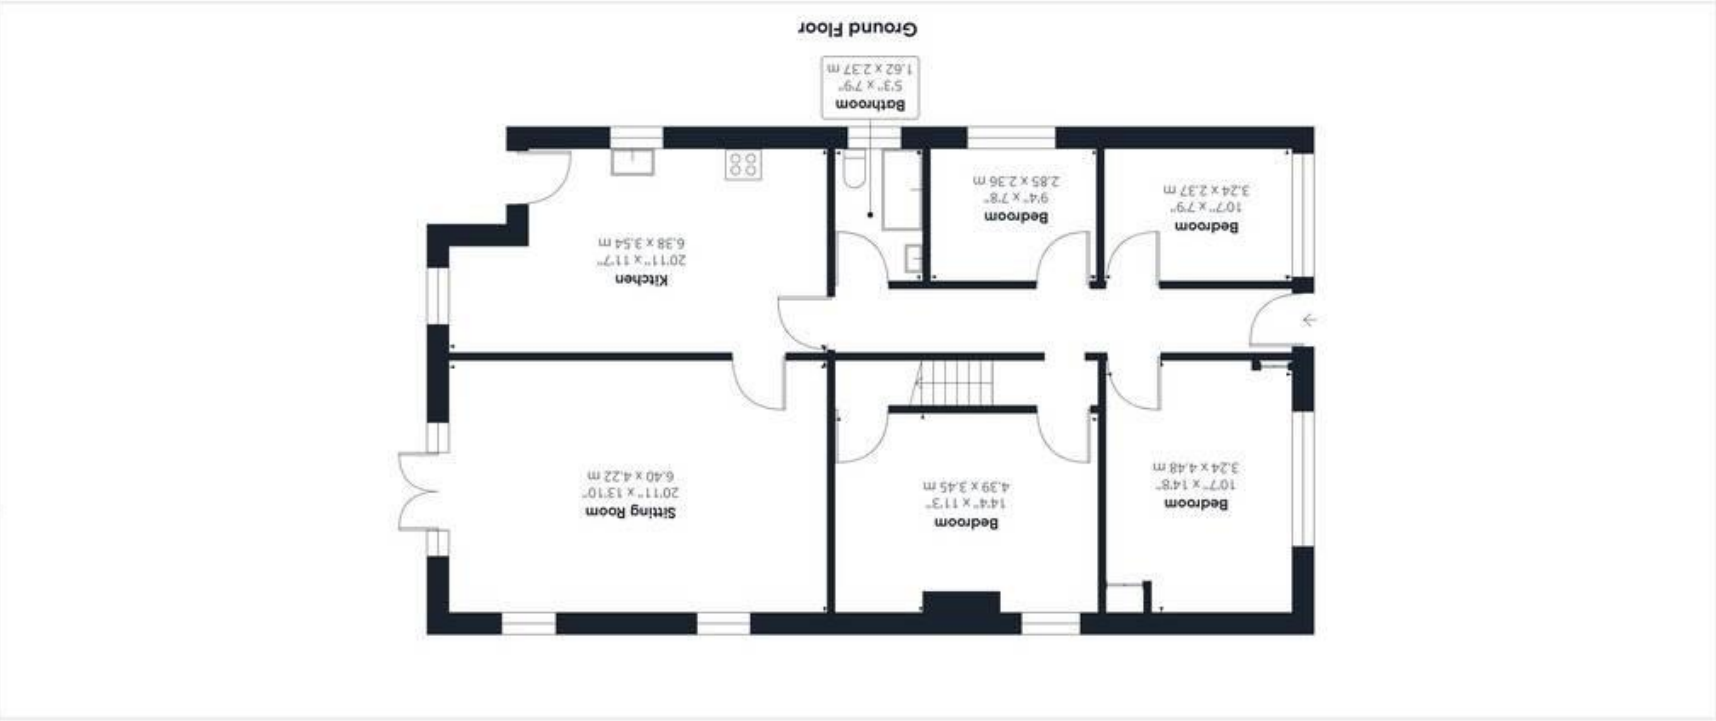 Bedroom
10'7" x 14'8"
3.24 x 4.48 m
Bedroom
14'4" x 11'3"
4.39 x 3.45 m
Sitting Room
20'11" x 13'10"
6.40 x 4.22 m
Bedroom
10'7" x 7'9"
3.24 x 2.37 m
Bedroom
9'4" x 7'8"
2.85 x 2.36 m
Kitchen
20'11" x 11'7"
6.38 x 3.54 m
Bathroom
5'3" x 7'9"
1.62 x 2.37 m
Ground Floor